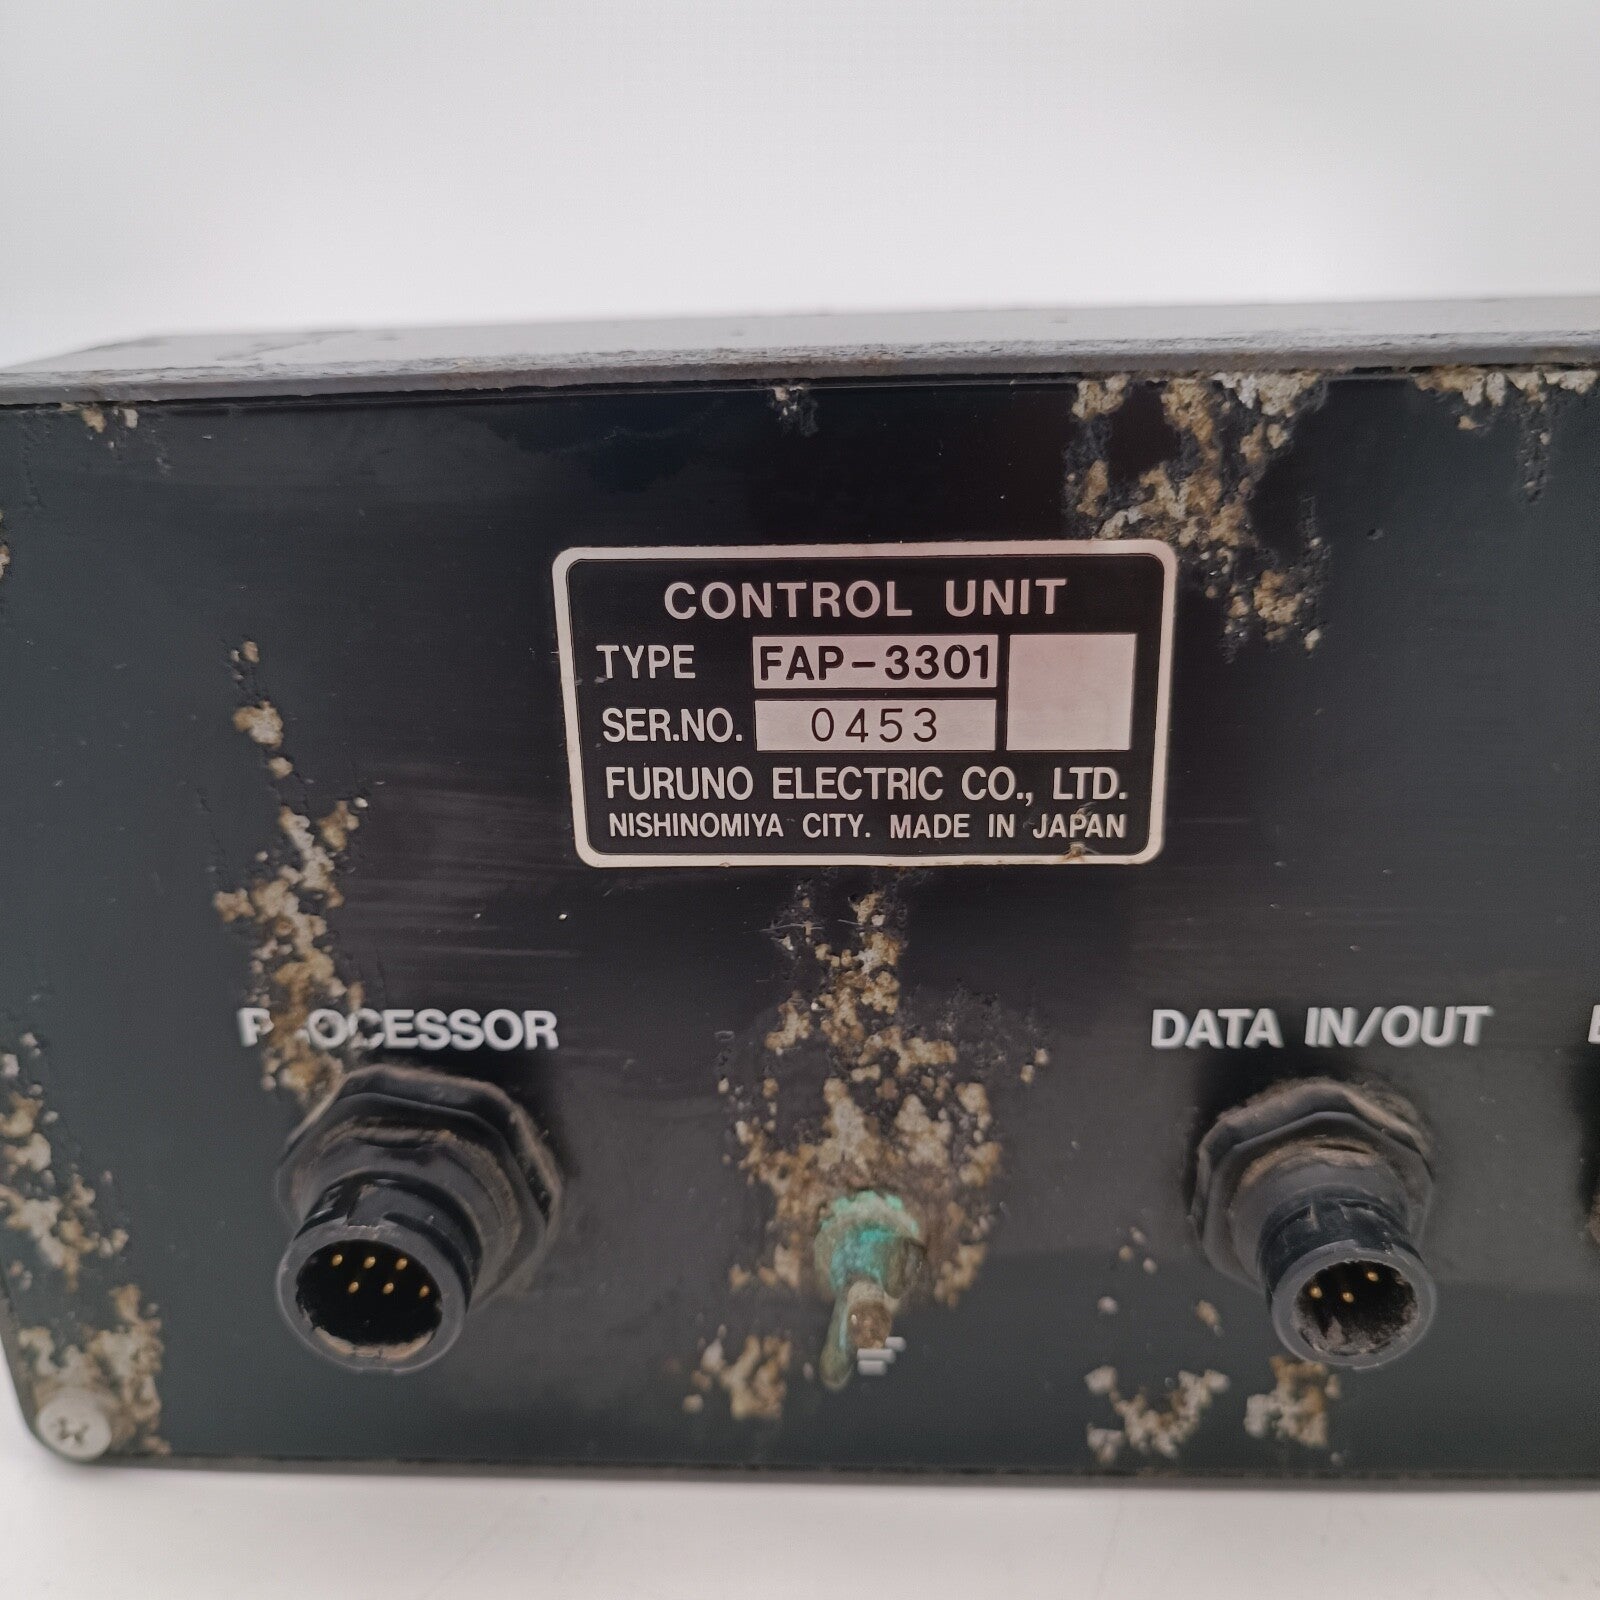 CONTROL UNIT
TYPE FAP-3301
SER.NO. 0453
FURUNO ELECTRIC CO., LTD.
NISHINOMIYA CITY. MADE IN JAPAN
PROCESSOR
DATA IN/OUT